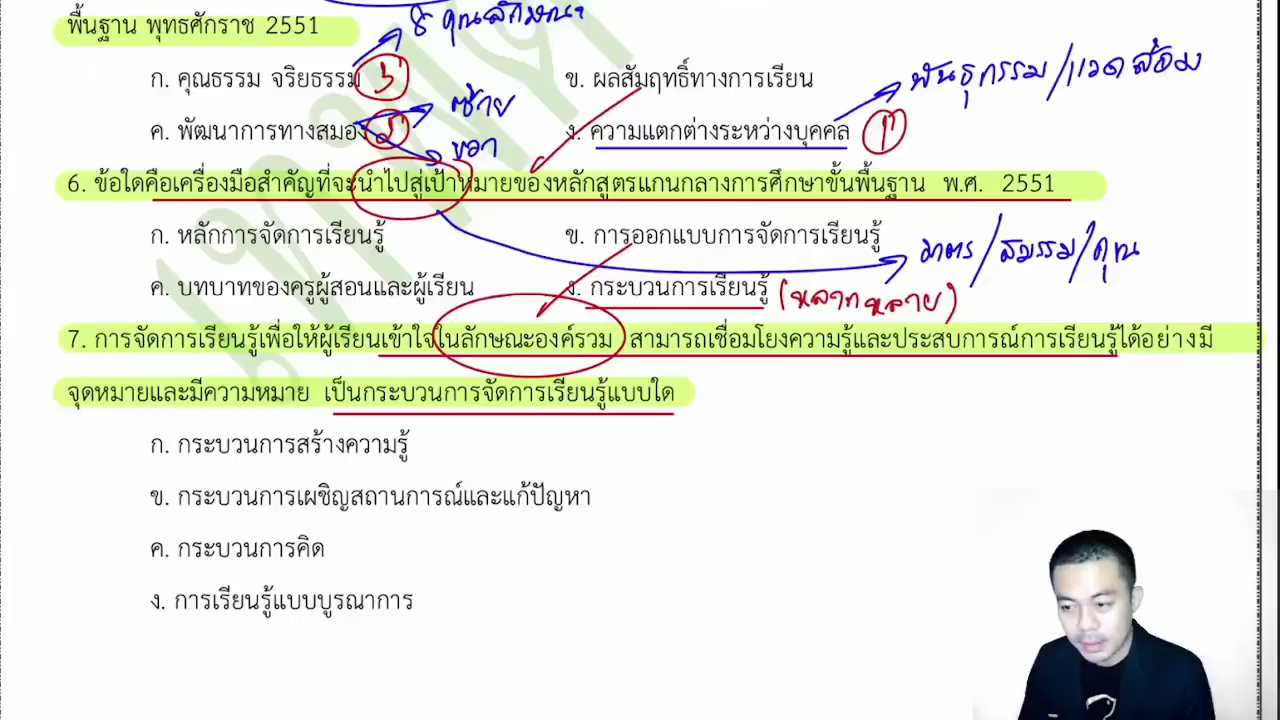 พื้นฐาน พุทธศักราช 2551
8 คุณลักษณะ
ก. คุณธรรม จริยธรรม 3 ข. ผลสัมฤทธิ์ทางการเรียน
พันธุกรรม/แวดล้อม
ซ้าย
ค. พัฒนาการทางสมอง 2 ง. ความแตกต่างระหว่างบุคคล 1
ขวา
6. ข้อใดคือเครื่องมือสำคัญที่จะนำไปสู่เป้าหมายของหลักสูตรแกนกลางการศึกษาขั้นพื้นฐาน พ.ศ. 2551
ก. หลักการจัดการเรียนรู้ ข. การออกแบบการจัดการเรียนรู้
มาตร/สมรรม/คุณ
ค. บทบาทของครูผู้สอนและผู้เรียน ง. กระบวนการเรียนรู้ (หลากหลาย)
7. การจัดการเรียนรู้เพื่อให้ผู้เรียนเข้าใจในลักษณะองค์รวม สามารถเชื่อมโยงความรู้และประสบการณ์การเรียนรู้ได้อย่างมี
จุดหมายและมีความหมาย เป็นกระบวนการจัดการเรียนรู้แบบใด
ก. กระบวนการสร้างความรู้
ข. กระบวนการเผชิญสถานการณ์และแก้ปัญหา
ค. กระบวนการคิด
ง. การเรียนรู้แบบบูรณาการ